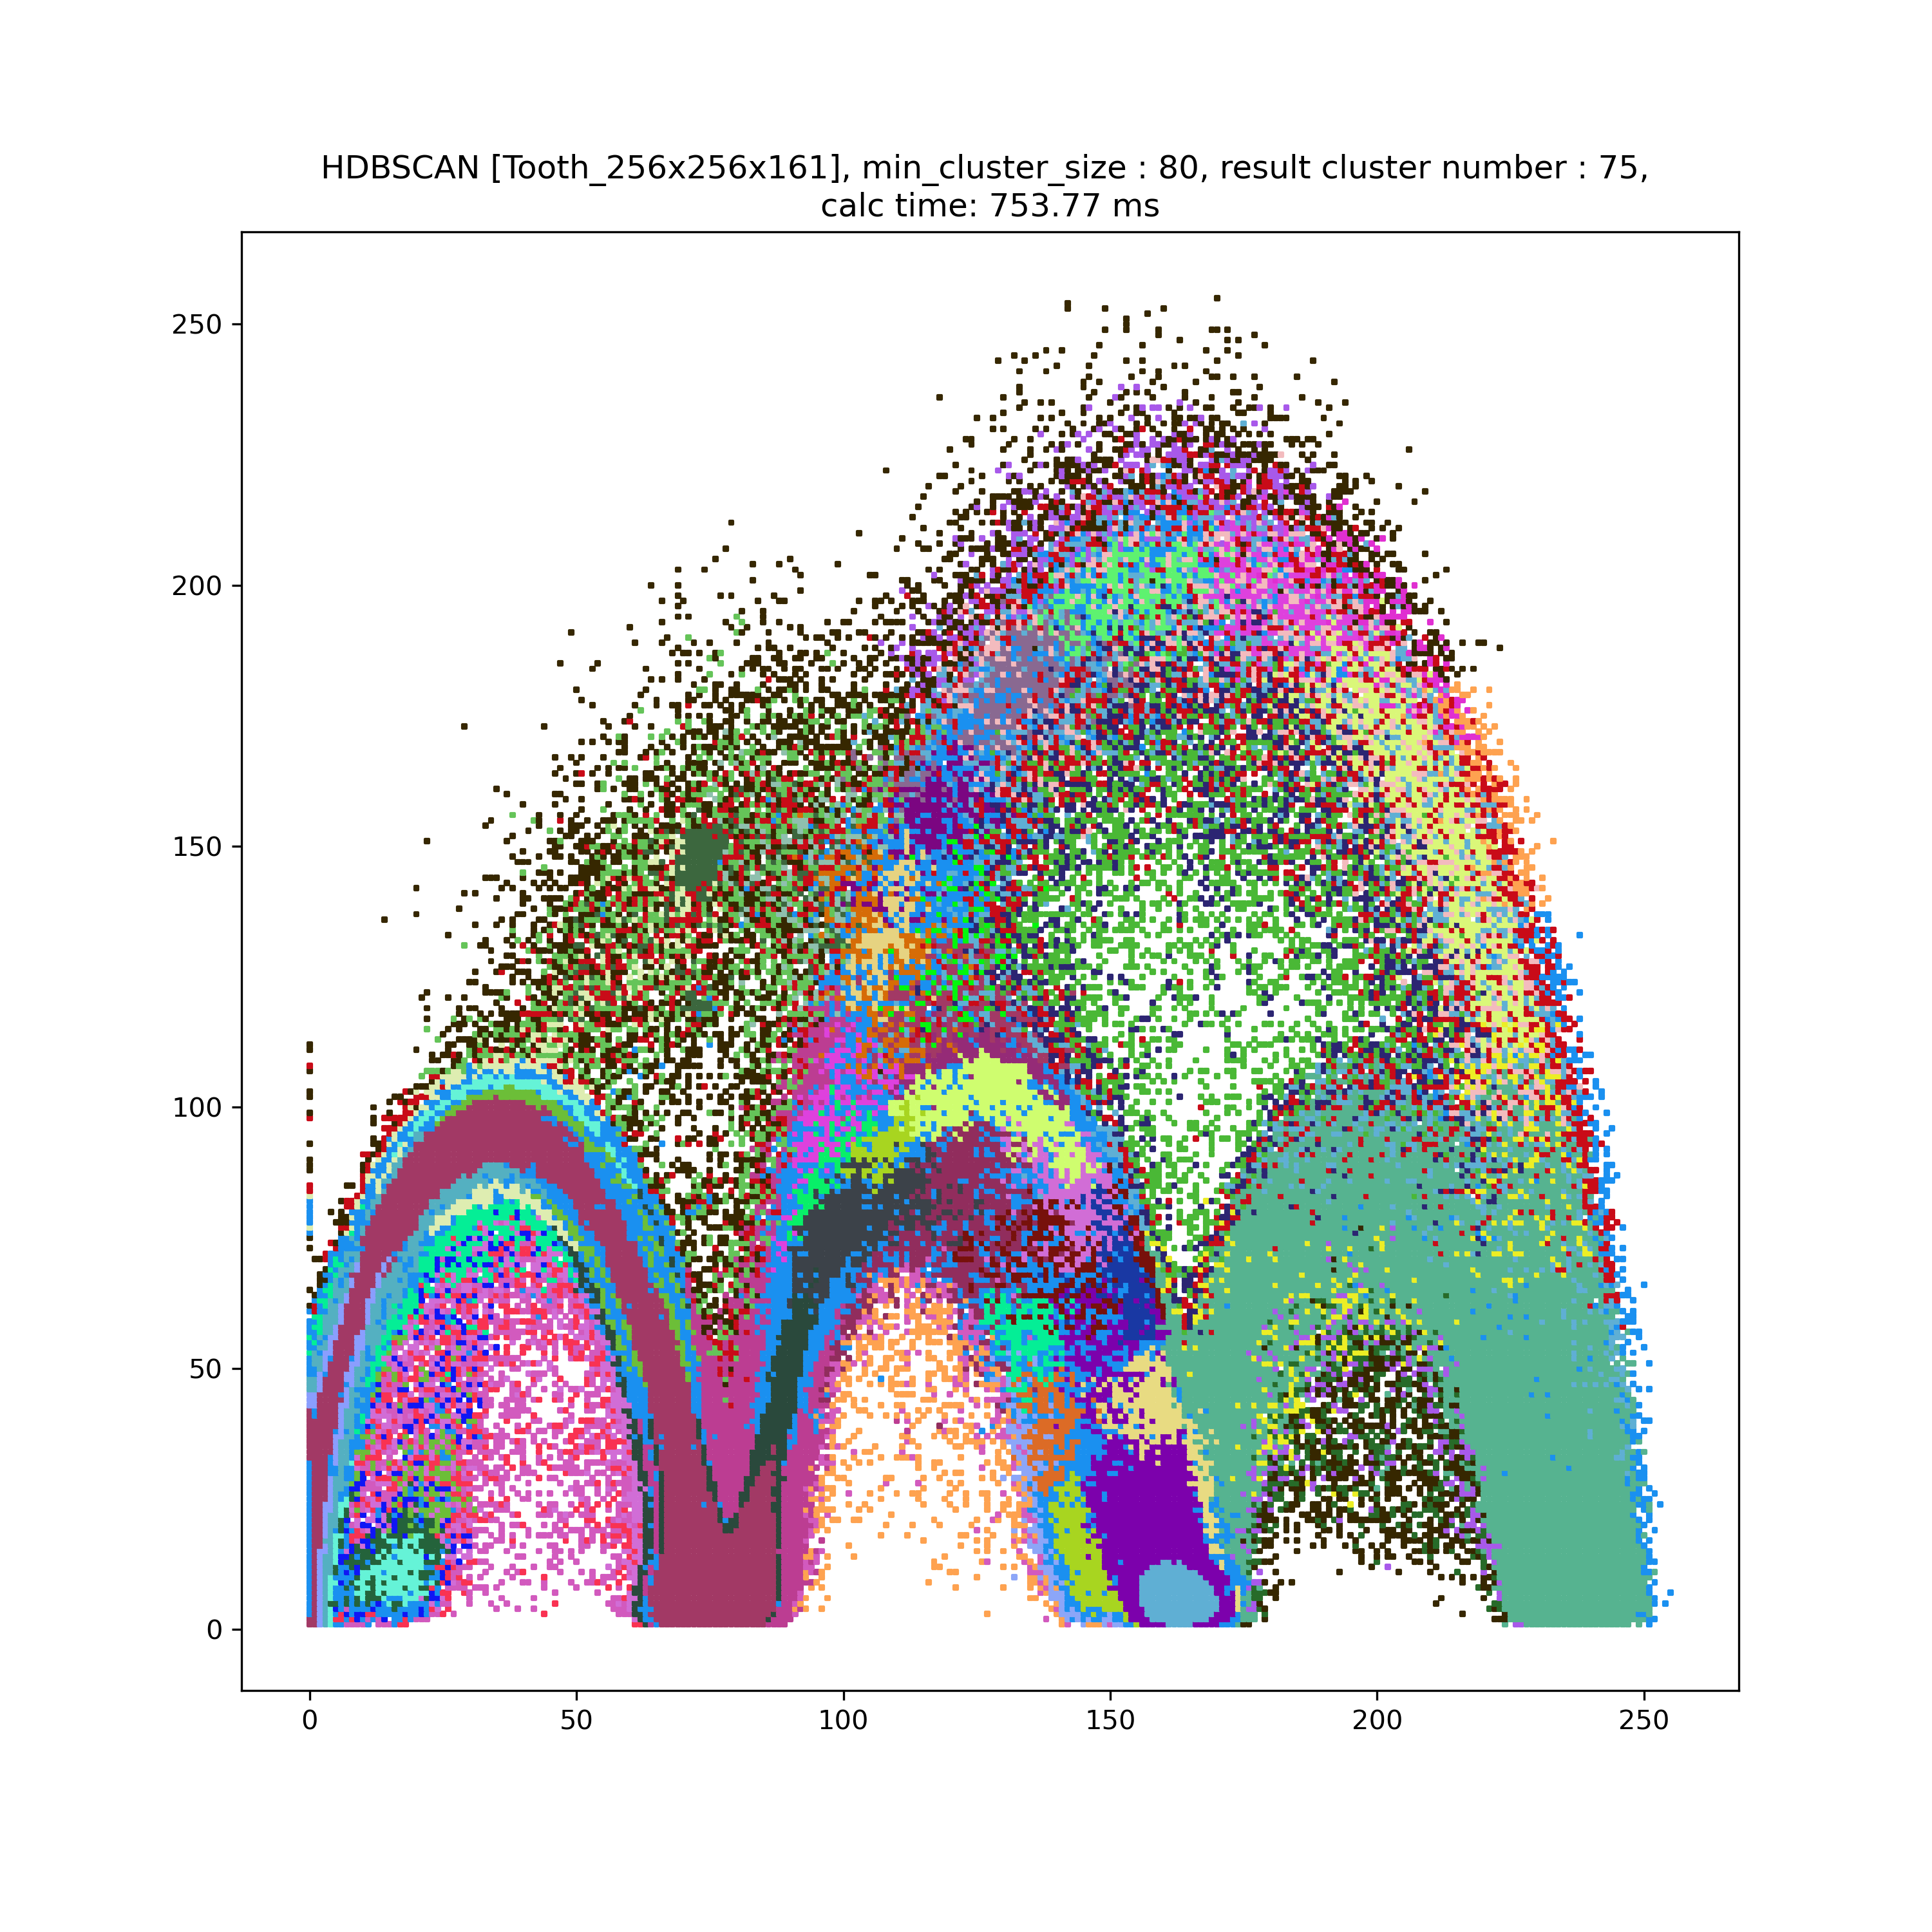 HDBSCAN [Tooth_256x256x161], min_cluster_size : 80, result cluster number : 75,
calc time: 753.77 ms
250
200
150
100
50
0
0 50 100 150 200 250